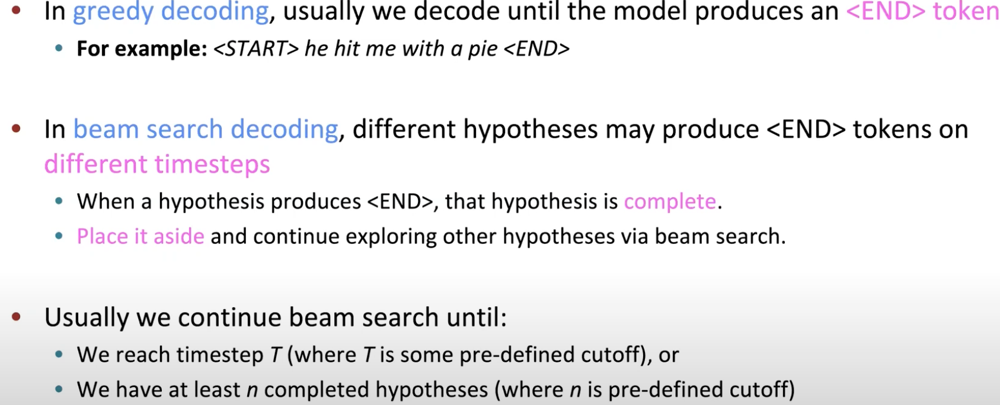 • In greedy decoding, usually we decode until the model produces an <END> token
• For example: <START> he hit me with a pie <END>
• In beam search decoding, different hypotheses may produce <END> tokens on
different timesteps
• When a hypothesis produces <END>, that hypothesis is complete.
• Place it aside and continue exploring other hypotheses via beam search.
• Usually we continue beam search until:
• We reach timestep T (where T is some pre-defined cutoff), or
• We have at least n completed hypotheses (where n is pre-defined cutoff)